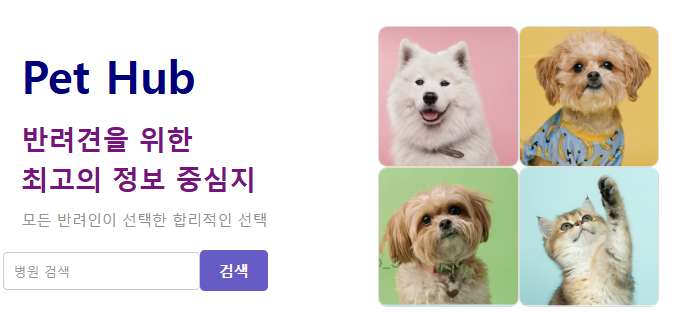 Pet Hub
반려견을 위한
최고의 정보 중심지
모든 반려인이 선택한 합리적인 선택
병원 검색
검색